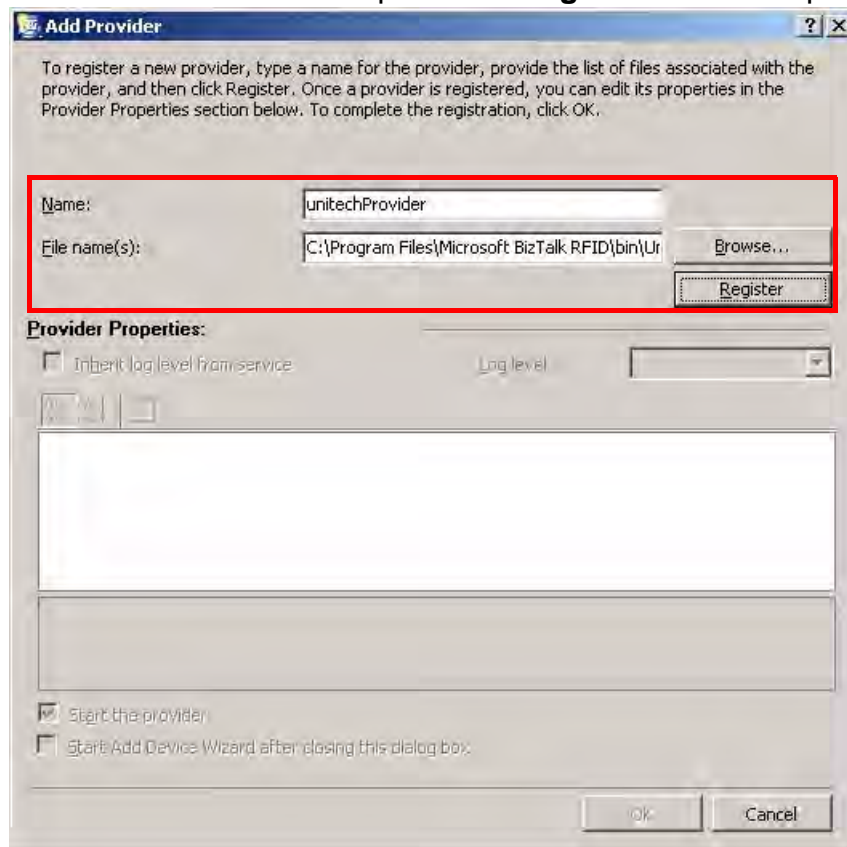 Add Provider
To register a new provider, type a name for the provider, provide the list of files associated with the
provider, and then click Register. Once a provider is registered, you can edit its properties in the
Provider Properties section below. To complete the registration, click OK.
Name:
unitechProvider
File name(s):
C:\Program Files\Microsoft BizTalk RFID\bin\Ur
Browse...
Register
Provider Properties:
Inherit log level from service
Log level
Start the provider
Start Add Device Wizard after closing this dialog box.
Ok
Cancel